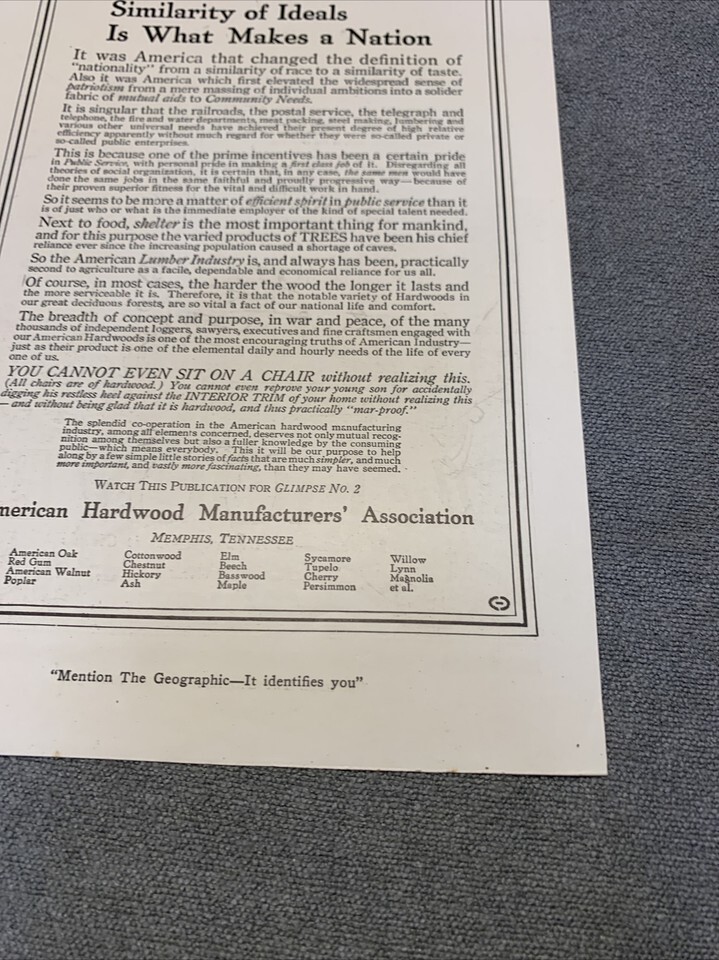 Similarity of Ideals
Is What Makes a Nation
It was America that changed the definition of
"nationality" from a similarity of race to a similarity of taste.
Also it was America which first elevated the widespread sense of
patriotism from a mere massing of individual ambitions into a solider
fabric of mutual aids to Community Needs.
It is singular that the railroads, the postal service, the telegraph and
telephone, the fire and water departments, meat packing, steel making, lumbering and
various other universal needs have achieved their present degree of high relative
efficiency apparently without much regard for whether they were so-called private or
so-called public enterprises.
This is because one of the prime incentives has been a certain pride
in Public Service, with personal pride in making a first class job of it. Disregarding all
theories of social organization, it is certain that, in any case, the same men would have
done the same jobs in the same faithful and proudly progressive way—because of
their proven superior fitness for the vital and difficult work in hand.
So it seems to be more a matter of efficient spirit in public service than it
is of just who or what is the immediate employer of the kind of special talent needed.
Next to food, shelter is the most important thing for mankind,
and for this purpose the varied products of TREES have been his chief
reliance ever since the increasing population caused a shortage of caves.
So the American Lumber Industry is, and always has been, practically
second to agriculture as a facile, dependable and economical reliance for us all.
Of course, in most cases, the harder the wood the longer it lasts and
the more serviceable it is. Therefore, it is that the notable variety of Hardwoods in
our great deciduous forests, are so vital a fact of our national life and comfort.
The breadth of concept and purpose, in war and peace, of the many
thousands of independent loggers, sawyers, executives and fine craftsmen engaged with
our American Hardwoods is one of the most encouraging truths of American Industry—
just as their product is one of the elemental daily and hourly needs of the life of every
one of us.
YOU CANNOT EVEN SIT ON A CHAIR without realizing this.
(All chairs are of hardwood.) You cannot even reprove your young son for accidentally
digging his restless heel against the INTERIOR TRIM of your home without realizing this
—and without being glad that it is hardwood, and thus practically "mar-proof."
The splendid co-operation in the American hardwood manufacturing
industry, among all elements concerned, deserves not only mutual recog-
nition among themselves but also a fuller knowledge by the consuming
public—which means everybody. This it will be our purpose to help
along by a few simple little stories of facts that are much simpler, and much
more important, and vastly more fascinating, than they may have seemed.
WATCH THIS PUBLICATION FOR GLIMPSE NO. 2
merican Hardwood Manufacturers' Association
MEMPHIS, TENNESSEE
American Oak Cottonwood Elm Sycamore Willow
Red Gum Chestnut Beech Tupelo Lynn
American Walnut Hickory Basswood Cherry Magnolia
Poplar Ash Maple Persimmon et al.
"Mention The Geographic—It identifies you"